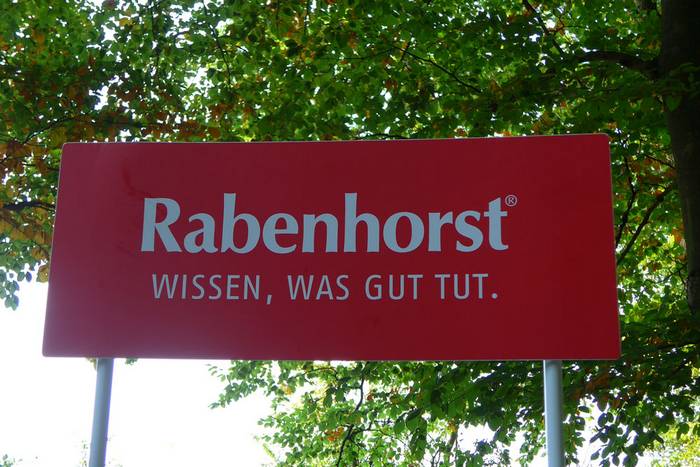 Rabenhorst®
WISSEN, WAS GUT TUT.